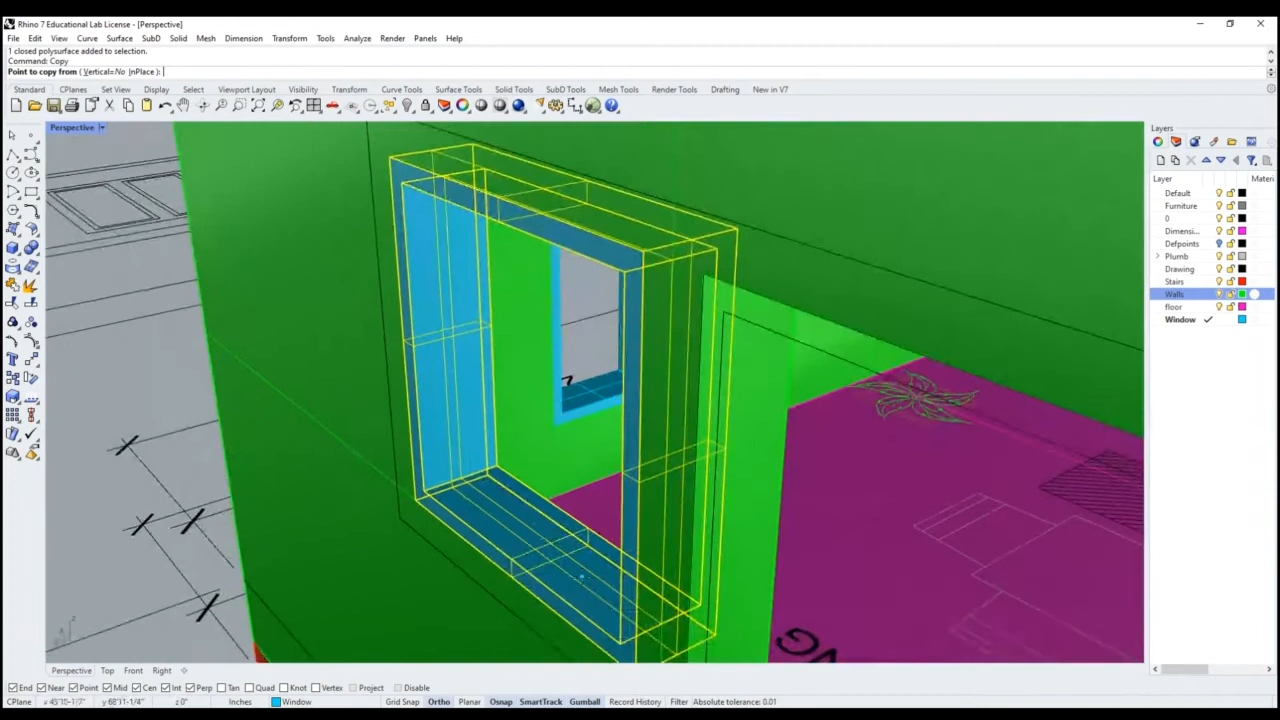 Rhino 7 Educational Lab License - [Perspective]
File Edit View Curve Surface SubD Solid Mesh Dimension Transform Tools Analyze Render Panels Help
1 closed polysurface added to selection.
Command: Copy
Point to copy from ( Vertical=No InPlace ):
Standard CPlanes Set View Display Select Viewport Layout Visibility Transform Curve Tools Surface Tools Solid Tools SubD Tools Mesh Tools Render Tools Drafting New in V7
Perspective
Layers
Layer Materi
Default
Furniture
0
Dimensi...
Defpoints
Plumb
Drawing
Stairs
Walls
floor
Window
Perspective Top Front Right
End Near Point Mid Cen Int Perp Tan Quad Knot Vertex Project Disable
CPlane z 0" Inches Window Grid Snap Ortho Planar Osnap SmartTrack Gumball Record History Filter Absolute tolerance: 0.01